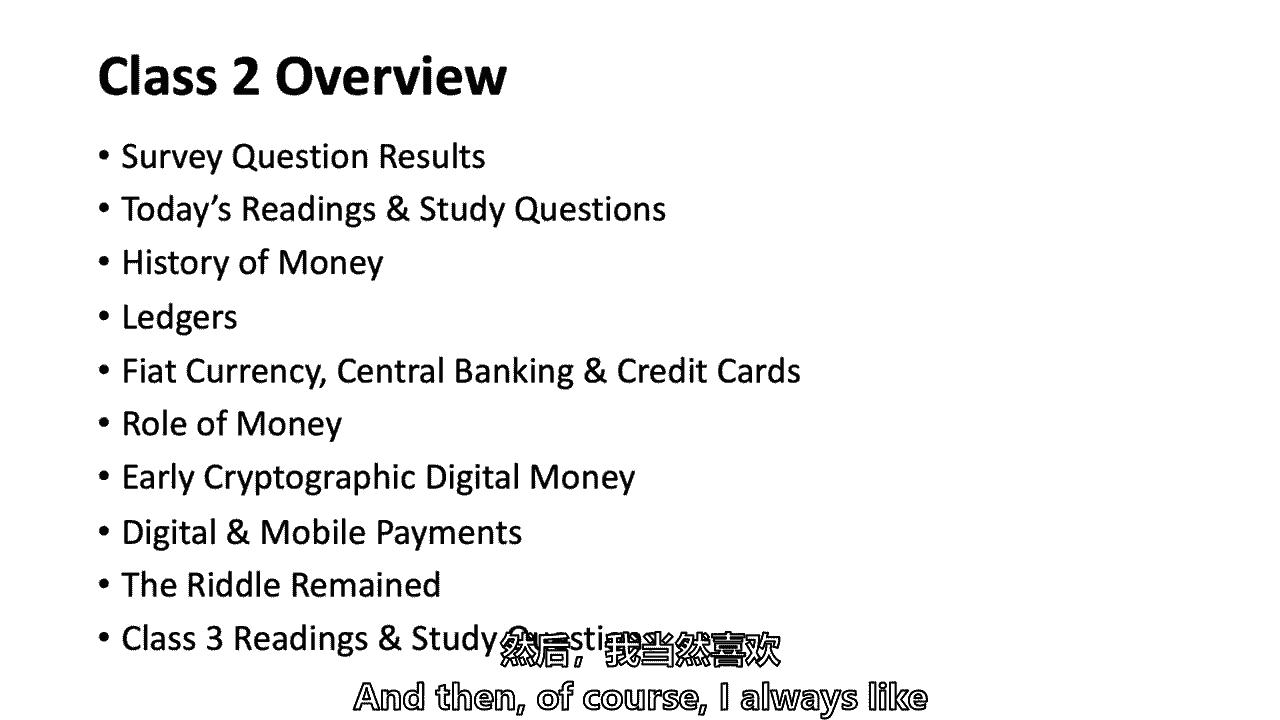 Class 2 Overview
• Survey Question Results
• Today’s Readings & Study Questions
• History of Money
• Ledgers
• Fiat Currency, Central Banking & Credit Cards
• Role of Money
• Early Cryptographic Digital Money
• Digital & Mobile Payments
• The Riddle Remained
• Class 3 Readings & Study
然后，我当然喜欢
And then, of course, I always like